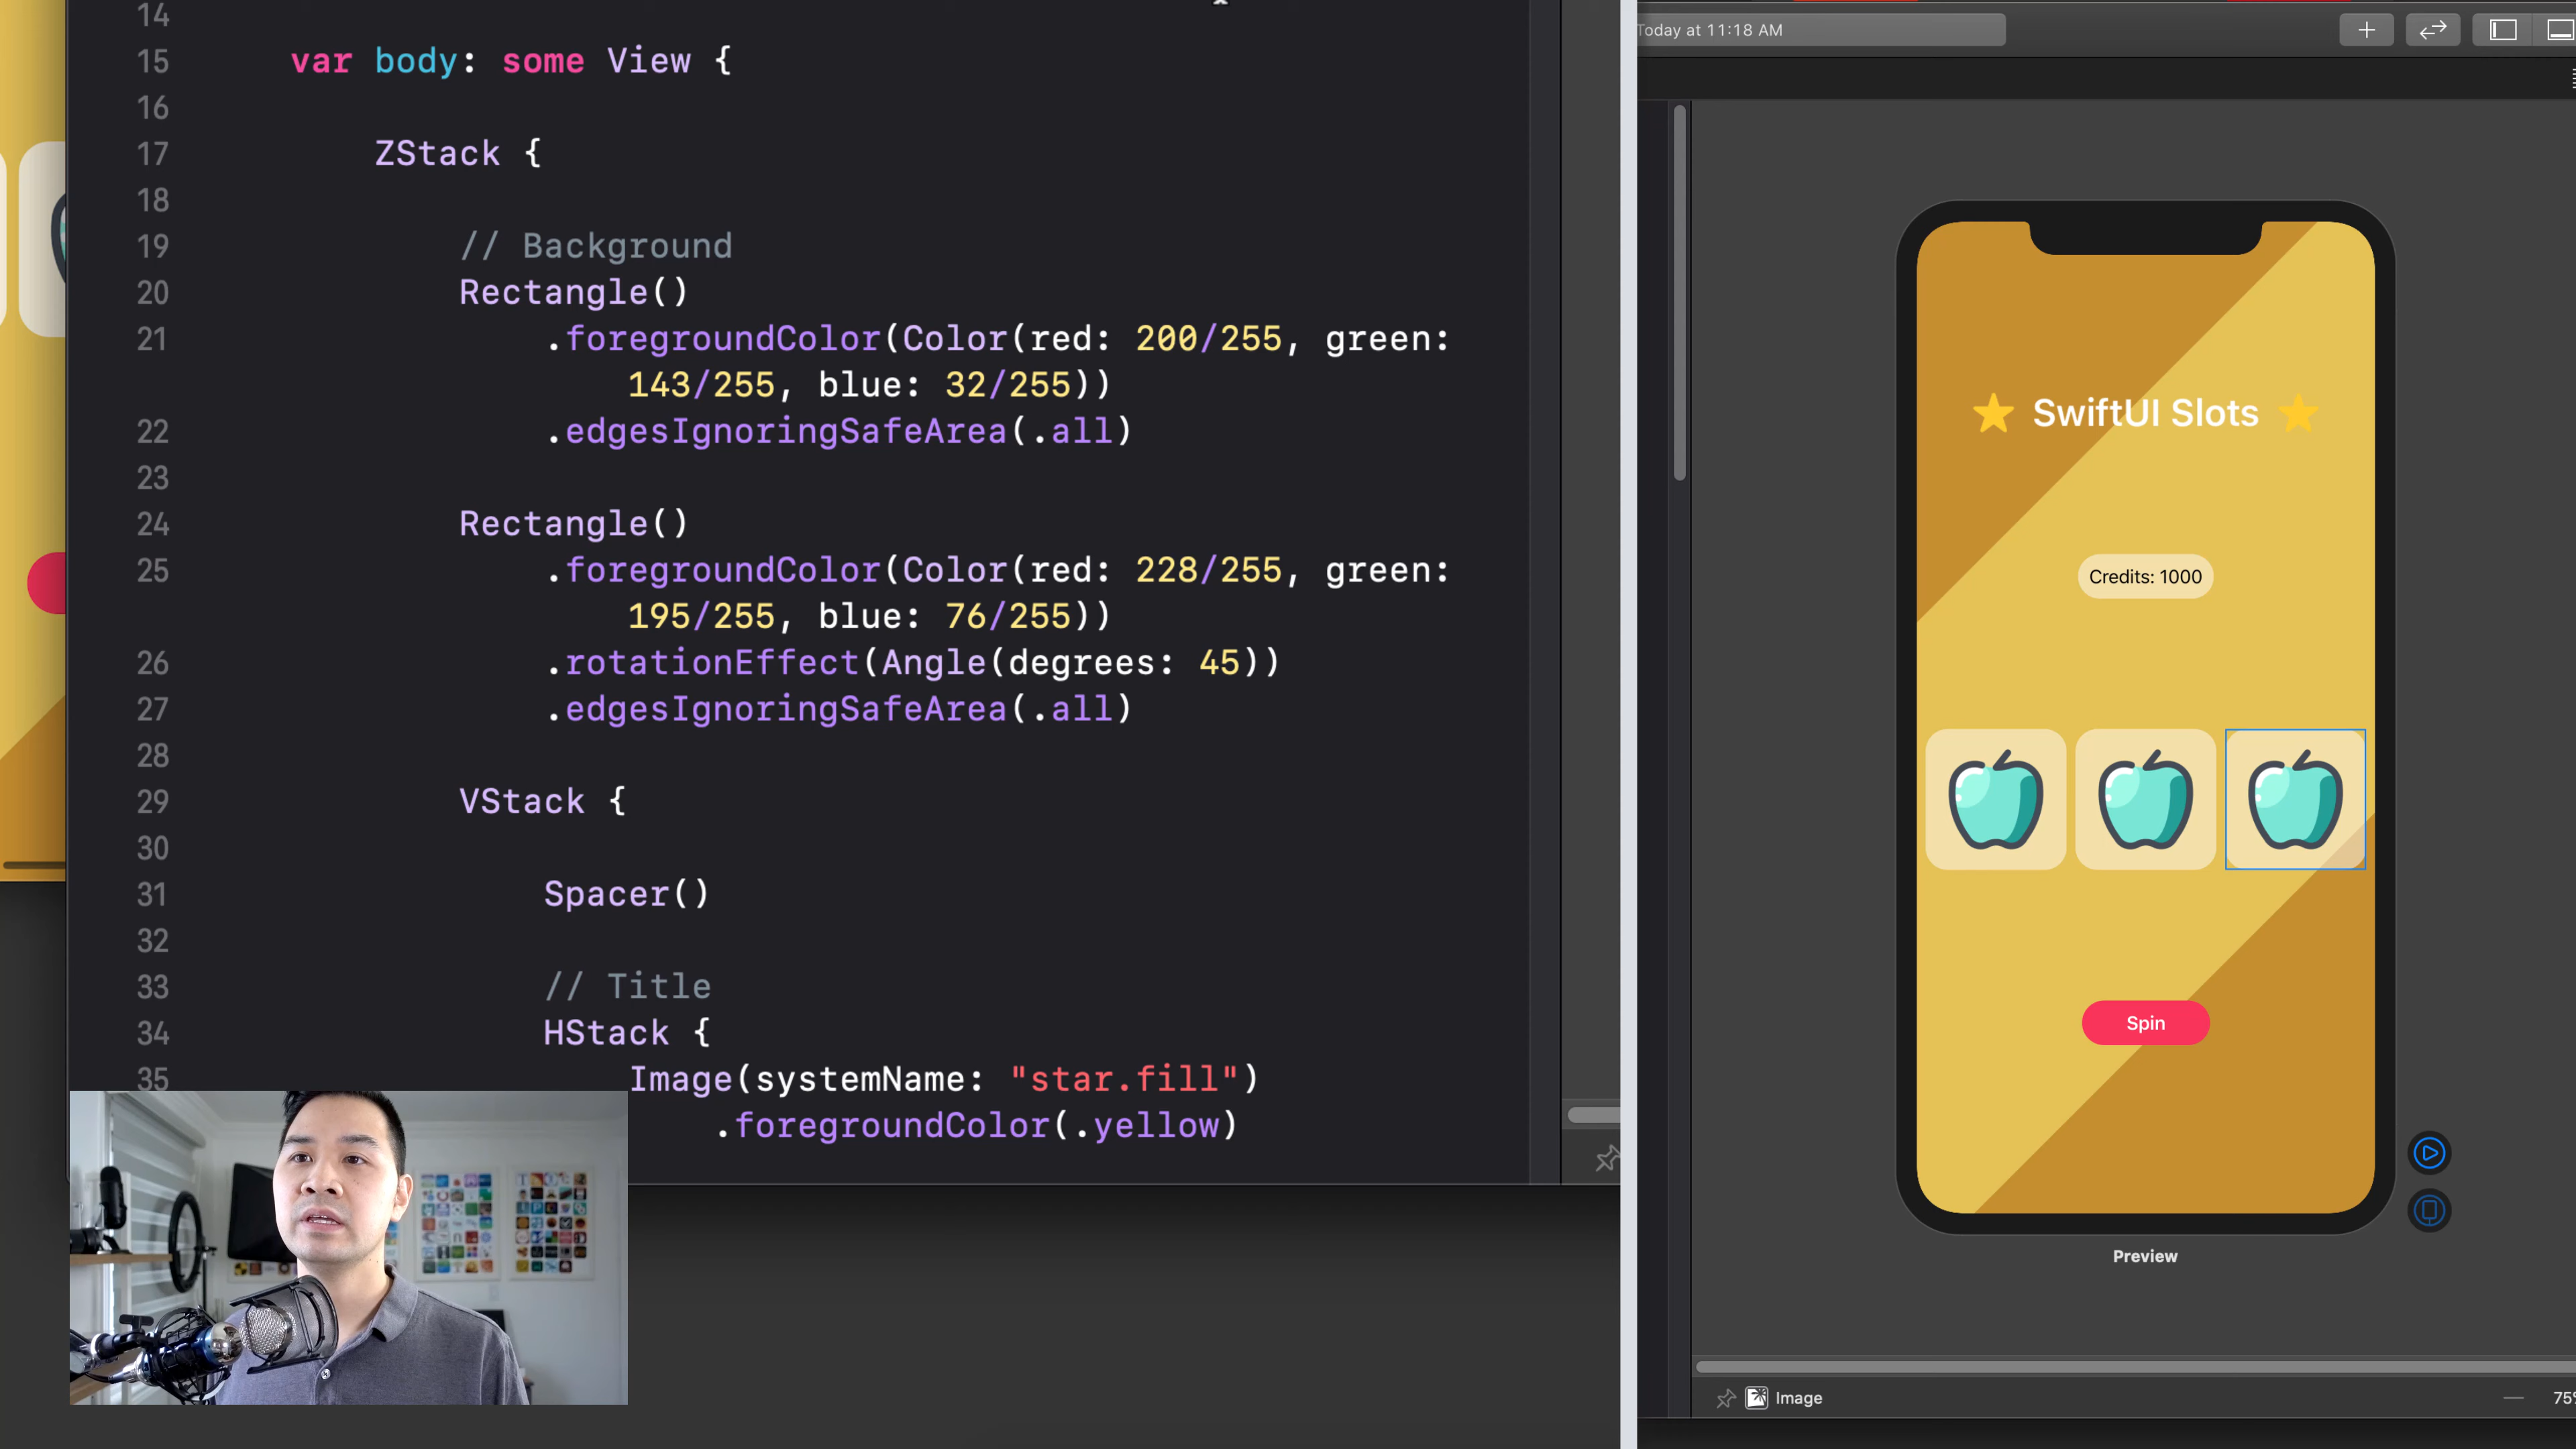 14
15 var body: some View {
16
17 ZStack {
18
19 // Background
20 Rectangle()
21 .foregroundColor(Color(red: 200/255, green:
143/255, blue: 32/255))
22 .edgesIgnoringSafeArea(.all)
23
24 Rectangle()
25 .foregroundColor(Color(red: 228/255, green:
195/255, blue: 76/255))
26 .rotationEffect(Angle(degrees: 45))
27 .edgesIgnoringSafeArea(.all)
28
29 VStack {
30
31 Spacer()
32
33 // Title
34 HStack {
35 Image(systemName: "star.fill")
.foregroundColor(.yellow)
Today at 11:18 AM
SwiftUI Slots
Credits: 1000
Spin
Preview
Image